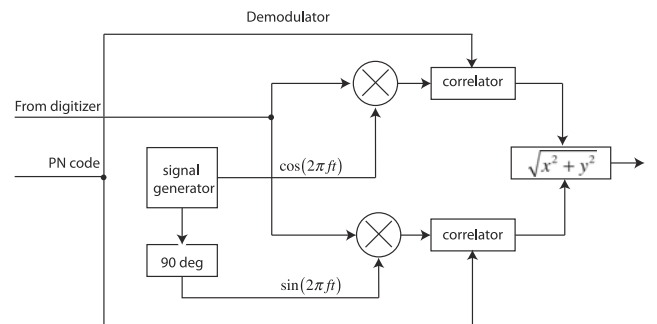 Demodulator
correlator
From digitizer
PN code
cos(2πft)
√x² + y²
signal
generator
correlator
90 deg
sin(2πft)